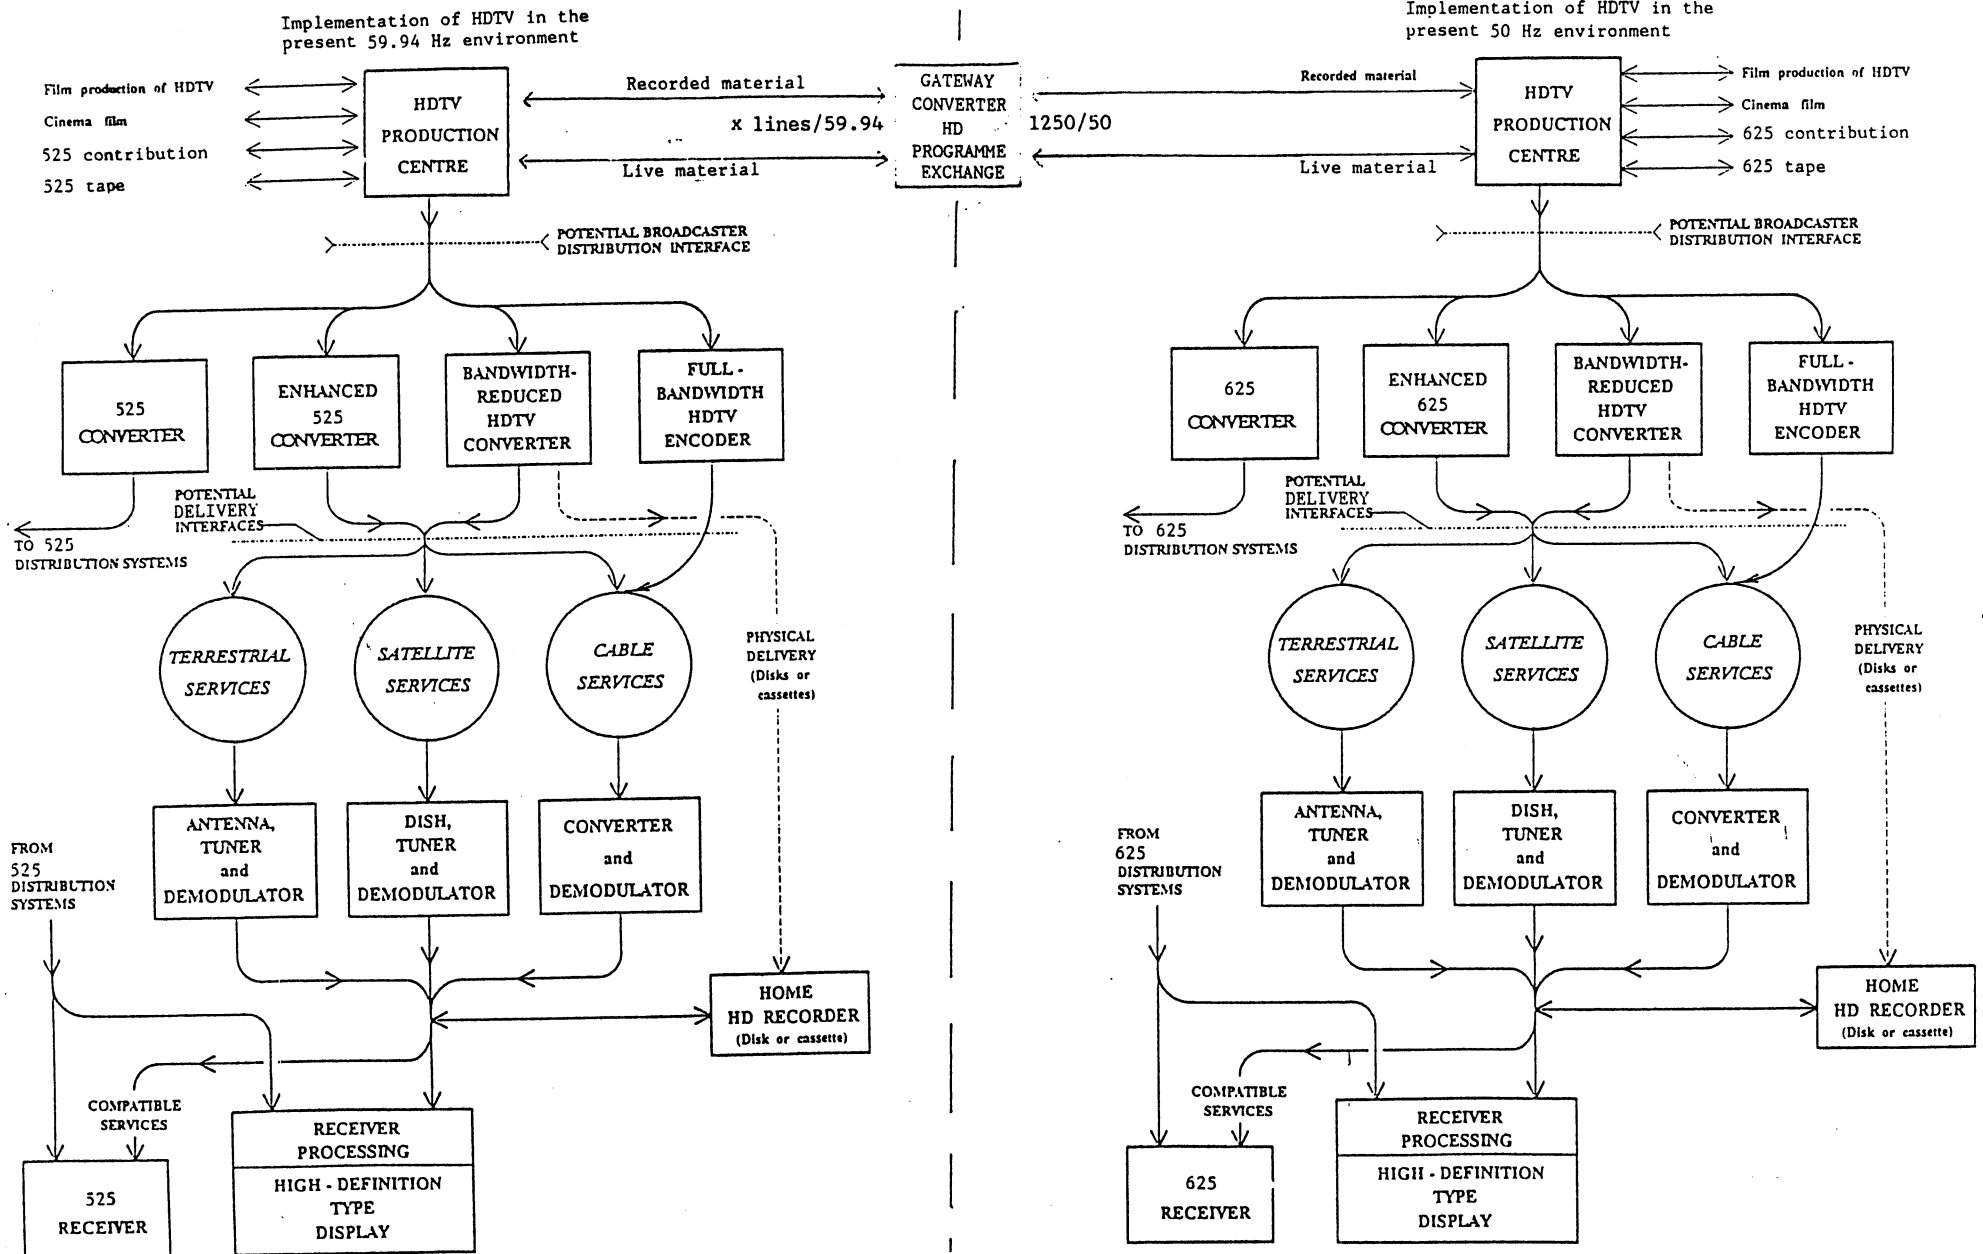 Implementation of HDTV in the
present 59.94 Hz environment
Film production of HDTV
Cinema film
525 contribution
525 tape
HDTV
PRODUCTION
CENTRE
Recorded material
x lines/59.94
Live material
GATEWAY
CONVERTER
HD
PROGRAMME
EXCHANGE
POTENTIAL BROADCASTER
DISTRIBUTION INTERFACE
525
CONVERTER
ENHANCED
525
CONVERTER
BANDWIDTH-
REDUCED
HDTV
CONVERTER
FULL -
BANDWIDTH
HDTV
ENCODER
POTENTIAL
DELIVERY
INTERFACES
TO 525
DISTRIBUTION SYSTEMS
TERRESTRIAL
SERVICES
SATELLITE
SERVICES
CABLE
SERVICES
PHYSICAL
DELIVERY
(Disks or
cassettes)
FROM
525
DISTRIBUTION
SYSTEMS
ANTENNA,
TUNER
and
DEMODULATOR
DISH,
TUNER
and
DEMODULATOR
CONVERTER
and
DEMODULATOR
HOME
HD RECORDER
(Disk or cassette)
COMPATIBLE
SERVICES
525
RECEIVER
RECEIVER
PROCESSING
HIGH - DEFINITION
TYPE
DISPLAY
Implementation of HDTV in the
present 50 Hz environment
Recorded material
1250/50
Live material
HDTV
PRODUCTION
CENTRE
Film production of HDTV
Cinema film
625 contribution
625 tape
POTENTIAL BROADCASTER
DISTRIBUTION INTERFACE
625
CONVERTER
ENHANCED
625
CONVERTER
BANDWIDTH-
REDUCED
HDTV
CONVERTER
FULL -
BANDWIDTH
HDTV
ENCODER
POTENTIAL
DELIVERY
INTERFACES
TO 625
DISTRIBUTION SYSTEMS
TERRESTRIAL
SERVICES
SATELLITE
SERVICES
CABLE
SERVICES
PHYSICAL
DELIVERY
(Disks or
cassettes)
FROM
625
DISTRIBUTION
SYSTEMS
ANTENNA,
TUNER
and
DEMODULATOR
DISH,
TUNER
and
DEMODULATOR
CONVERTER
and
DEMODULATOR
HOME
HD RECORDER
(Disk or cassette)
COMPATIBLE
SERVICES
625
RECEIVER
RECEIVER
PROCESSING
HIGH - DEFINITION
TYPE
DISPLAY